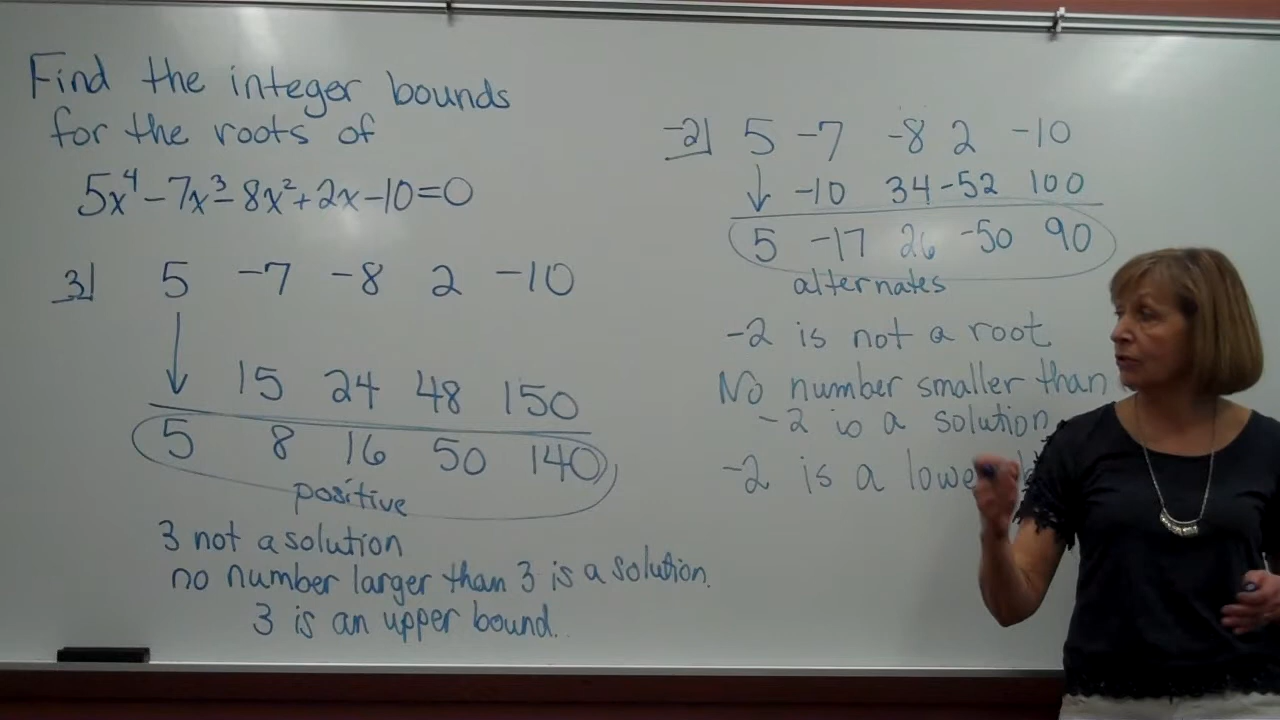 Find the integer bounds
for the roots of
5x⁴-7x³-8x²+2x-10=0
3| 5 -7 -8 2 -10
15 24 48 150
5 8 16 50 140
positive
3 not a solution
no number larger than 3 is a solution.
3 is an upper bound.
-2| 5 -7 -8 2 -10
-10 34 -52 100
5 -17 26 -50 90
alternates
-2 is not a root
No number smaller than
-2 is a solution
-2 is a lowe